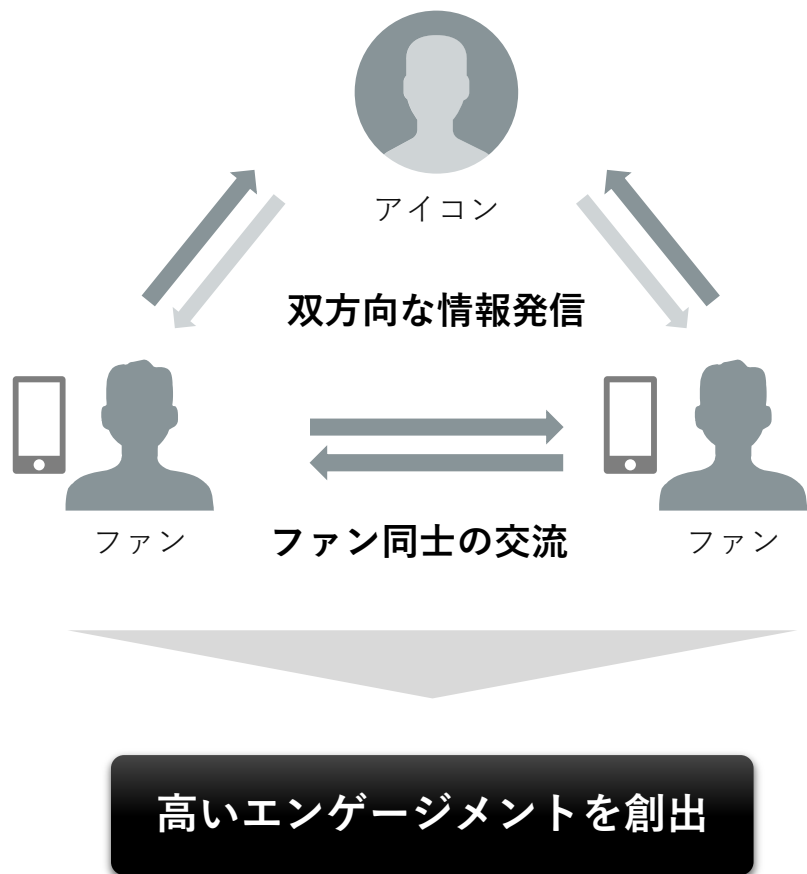 アイコン
双方向な情報発信
ファン
ファン同士の交流
ファン
高いエンゲージメントを創出